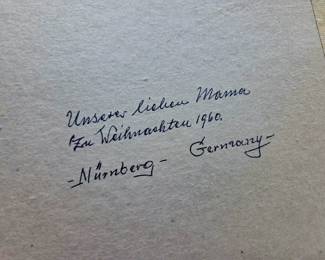 Unserer lieben Mama
zu Weihnachten 1960.
-Nürnberg- Germany-